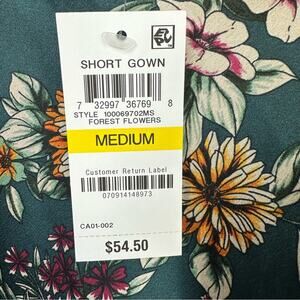 SHORT GOWN
7 32997 36769 8
STYLE 100069702MS
FOREST FLOWERS
MEDIUM
Customer Return Label
070914148973
CA01-002
$54.50